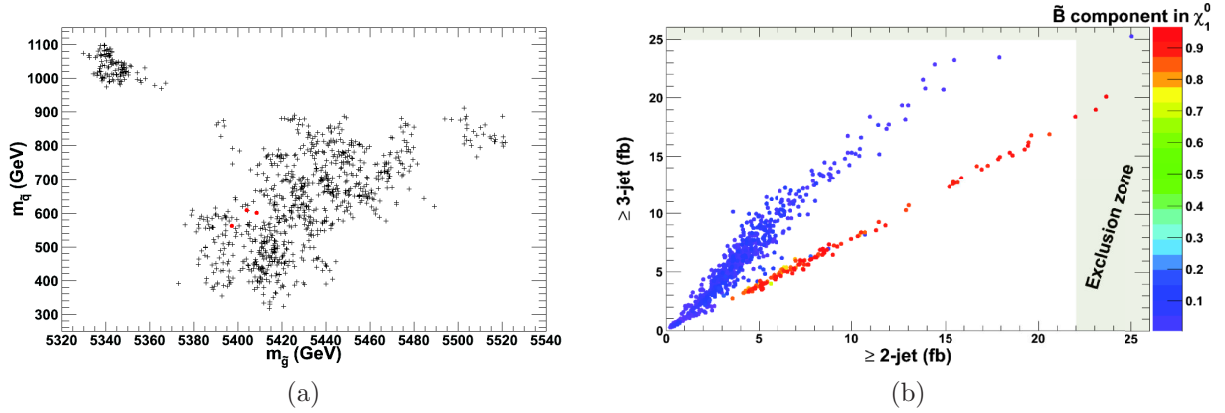 1100
1000
900
800
700
600
500
400
300
m_q̃ (GeV)
5320 5340 5360 5380 5400 5420 5440 5460 5480 5500 5520 5540
m_g̃ (GeV)
(a)
B̃ component in χ₁⁰
25
20
15
10
5
0
≥ 3-jet (fb)
Exclusion zone
0 5 10 15 20 25
≥ 2-jet (fb)
0.9
0.8
0.7
0.6
0.5
0.4
0.3
0.2
0.1
(b)